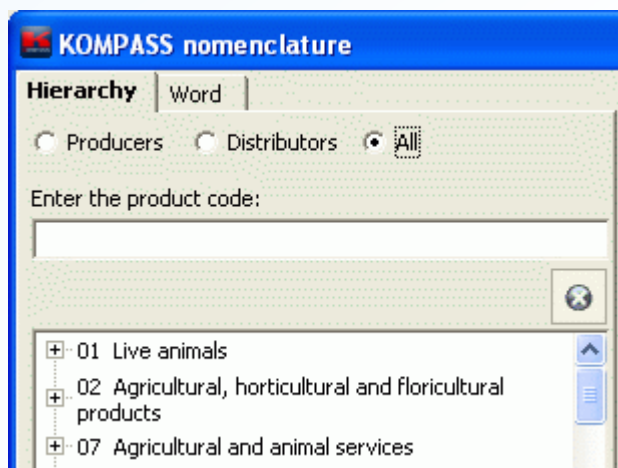 KOMPASS nomenclature
Hierarchy Word
Producers Distributors All
Enter the product code:
01 Live animals
02 Agricultural, horticultural and floricultural
products
07 Agricultural and animal services